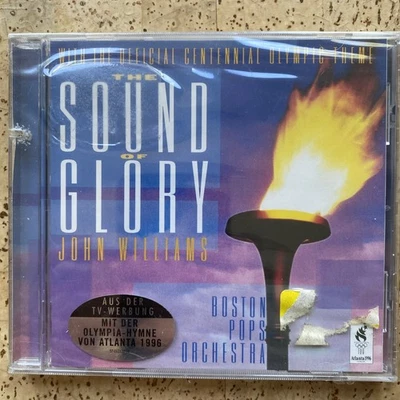 WITH THE OFFICIAL CENTENNIAL OLYMPIC THEME
THE
SOUND
OF
GLORY
JOHN WILLIAMS
AUS DER
TV-WERBUNG
MIT DER
OLYMPIA-HYMNE
VON ATLANTA 1996
BOSTON
POPS
ORCHESTRA
Atlanta 1996